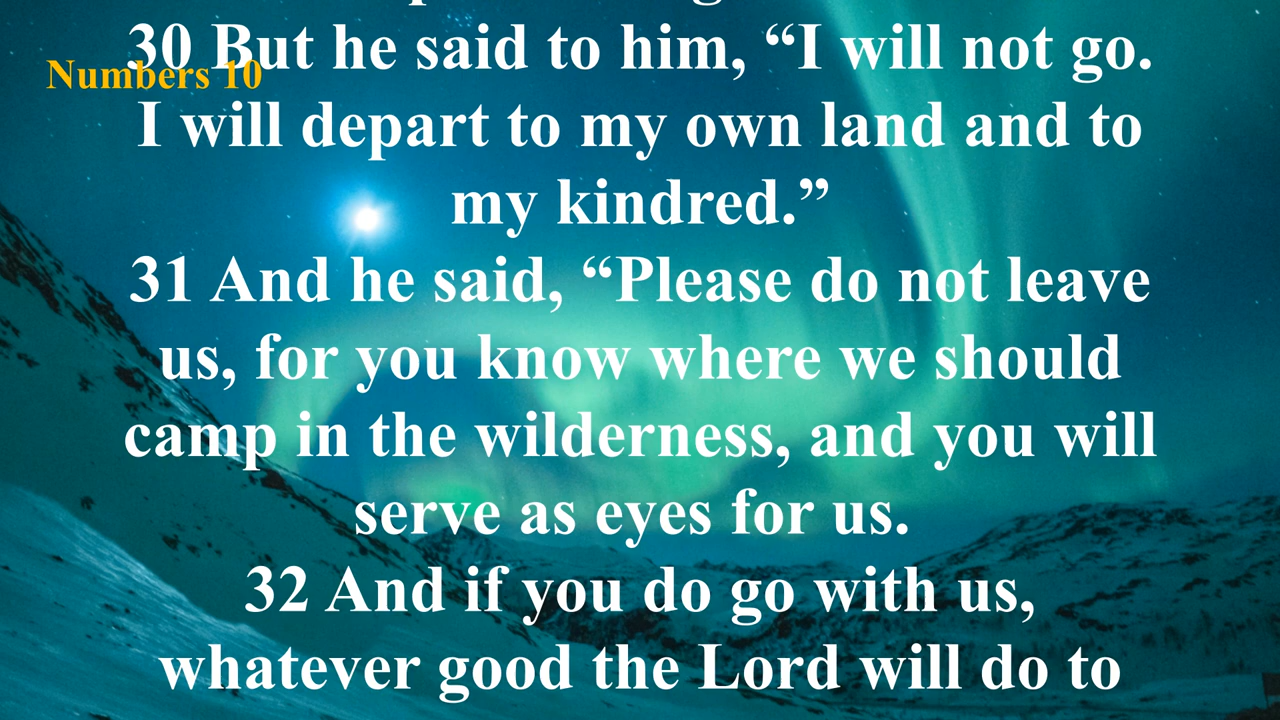 30 But he said to him, “I will not go.
Numbers 10
I will depart to my own land and to
my kindred.”
31 And he said, “Please do not leave
us, for you know where we should
camp in the wilderness, and you will
serve as eyes for us.
32 And if you do go with us,
whatever good the Lord will do to